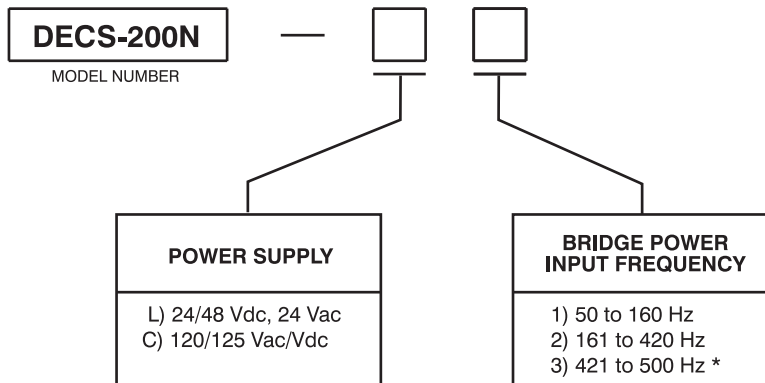 DECS-200N —
MODEL NUMBER
POWER SUPPLY
L) 24/48 Vdc, 24 Vac
C) 120/125 Vac/Vdc
BRIDGE POWER
INPUT FREQUENCY
1) 50 to 160 Hz
2) 161 to 420 Hz
3) 421 to 500 Hz *